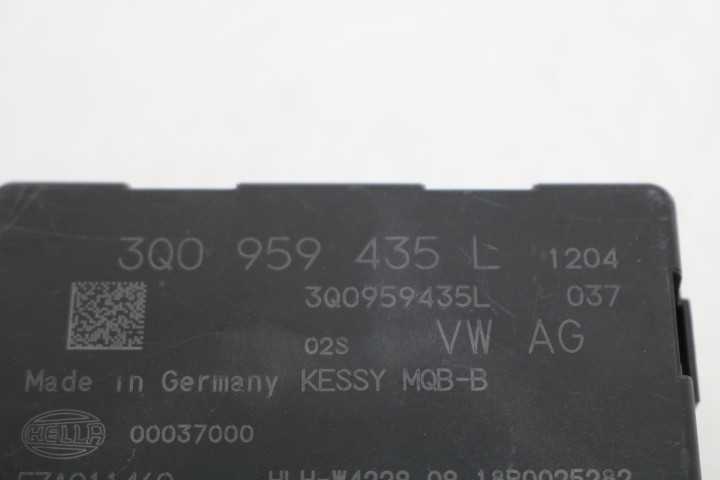 3Q0 959 435 L 1204
3Q0959435L 037
02S VW AG
Made in Germany KESSY MQB-B
HELLA 00037000